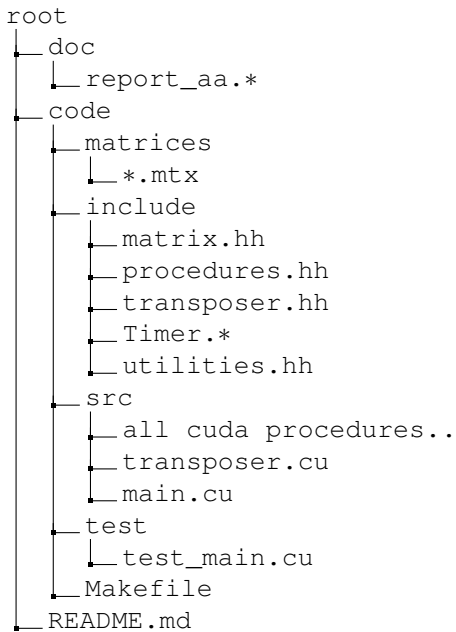 root
doc
report_aa.*
code
matrices
*.mtx
include
matrix.hh
procedures.hh
transposer.hh
Timer.*
utilities.hh
src
all cuda procedures..
transposer.cu
main.cu
test
test_main.cu
Makefile
README.md